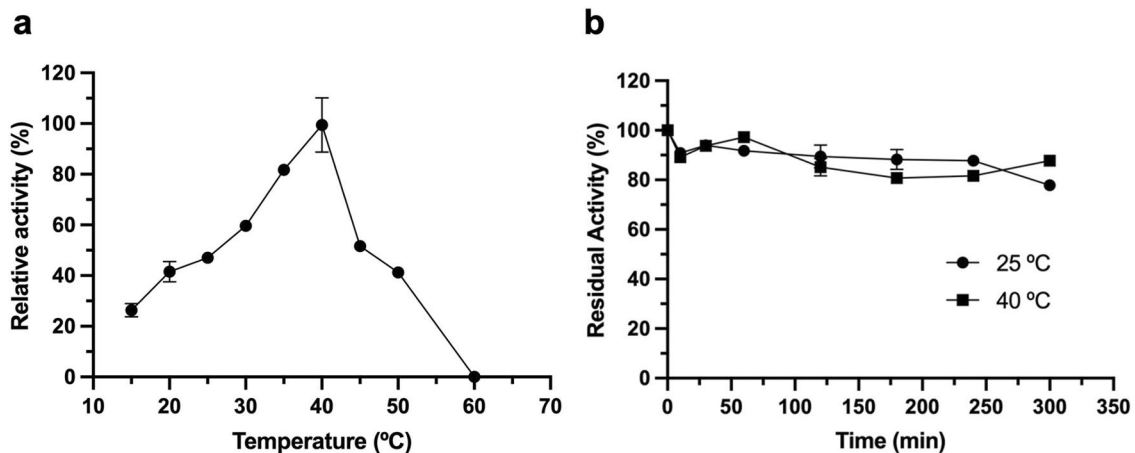 a
120
100
80
60
40
20
0
10 20 30 40 50 60 70
Relative activity (%)
Temperature (ºC)
b
120
100
80
60
40
20
0
0 50 100 150 200 250 300 350
Residual Activity (%)
Time (min)
25 ºC
40 ºC